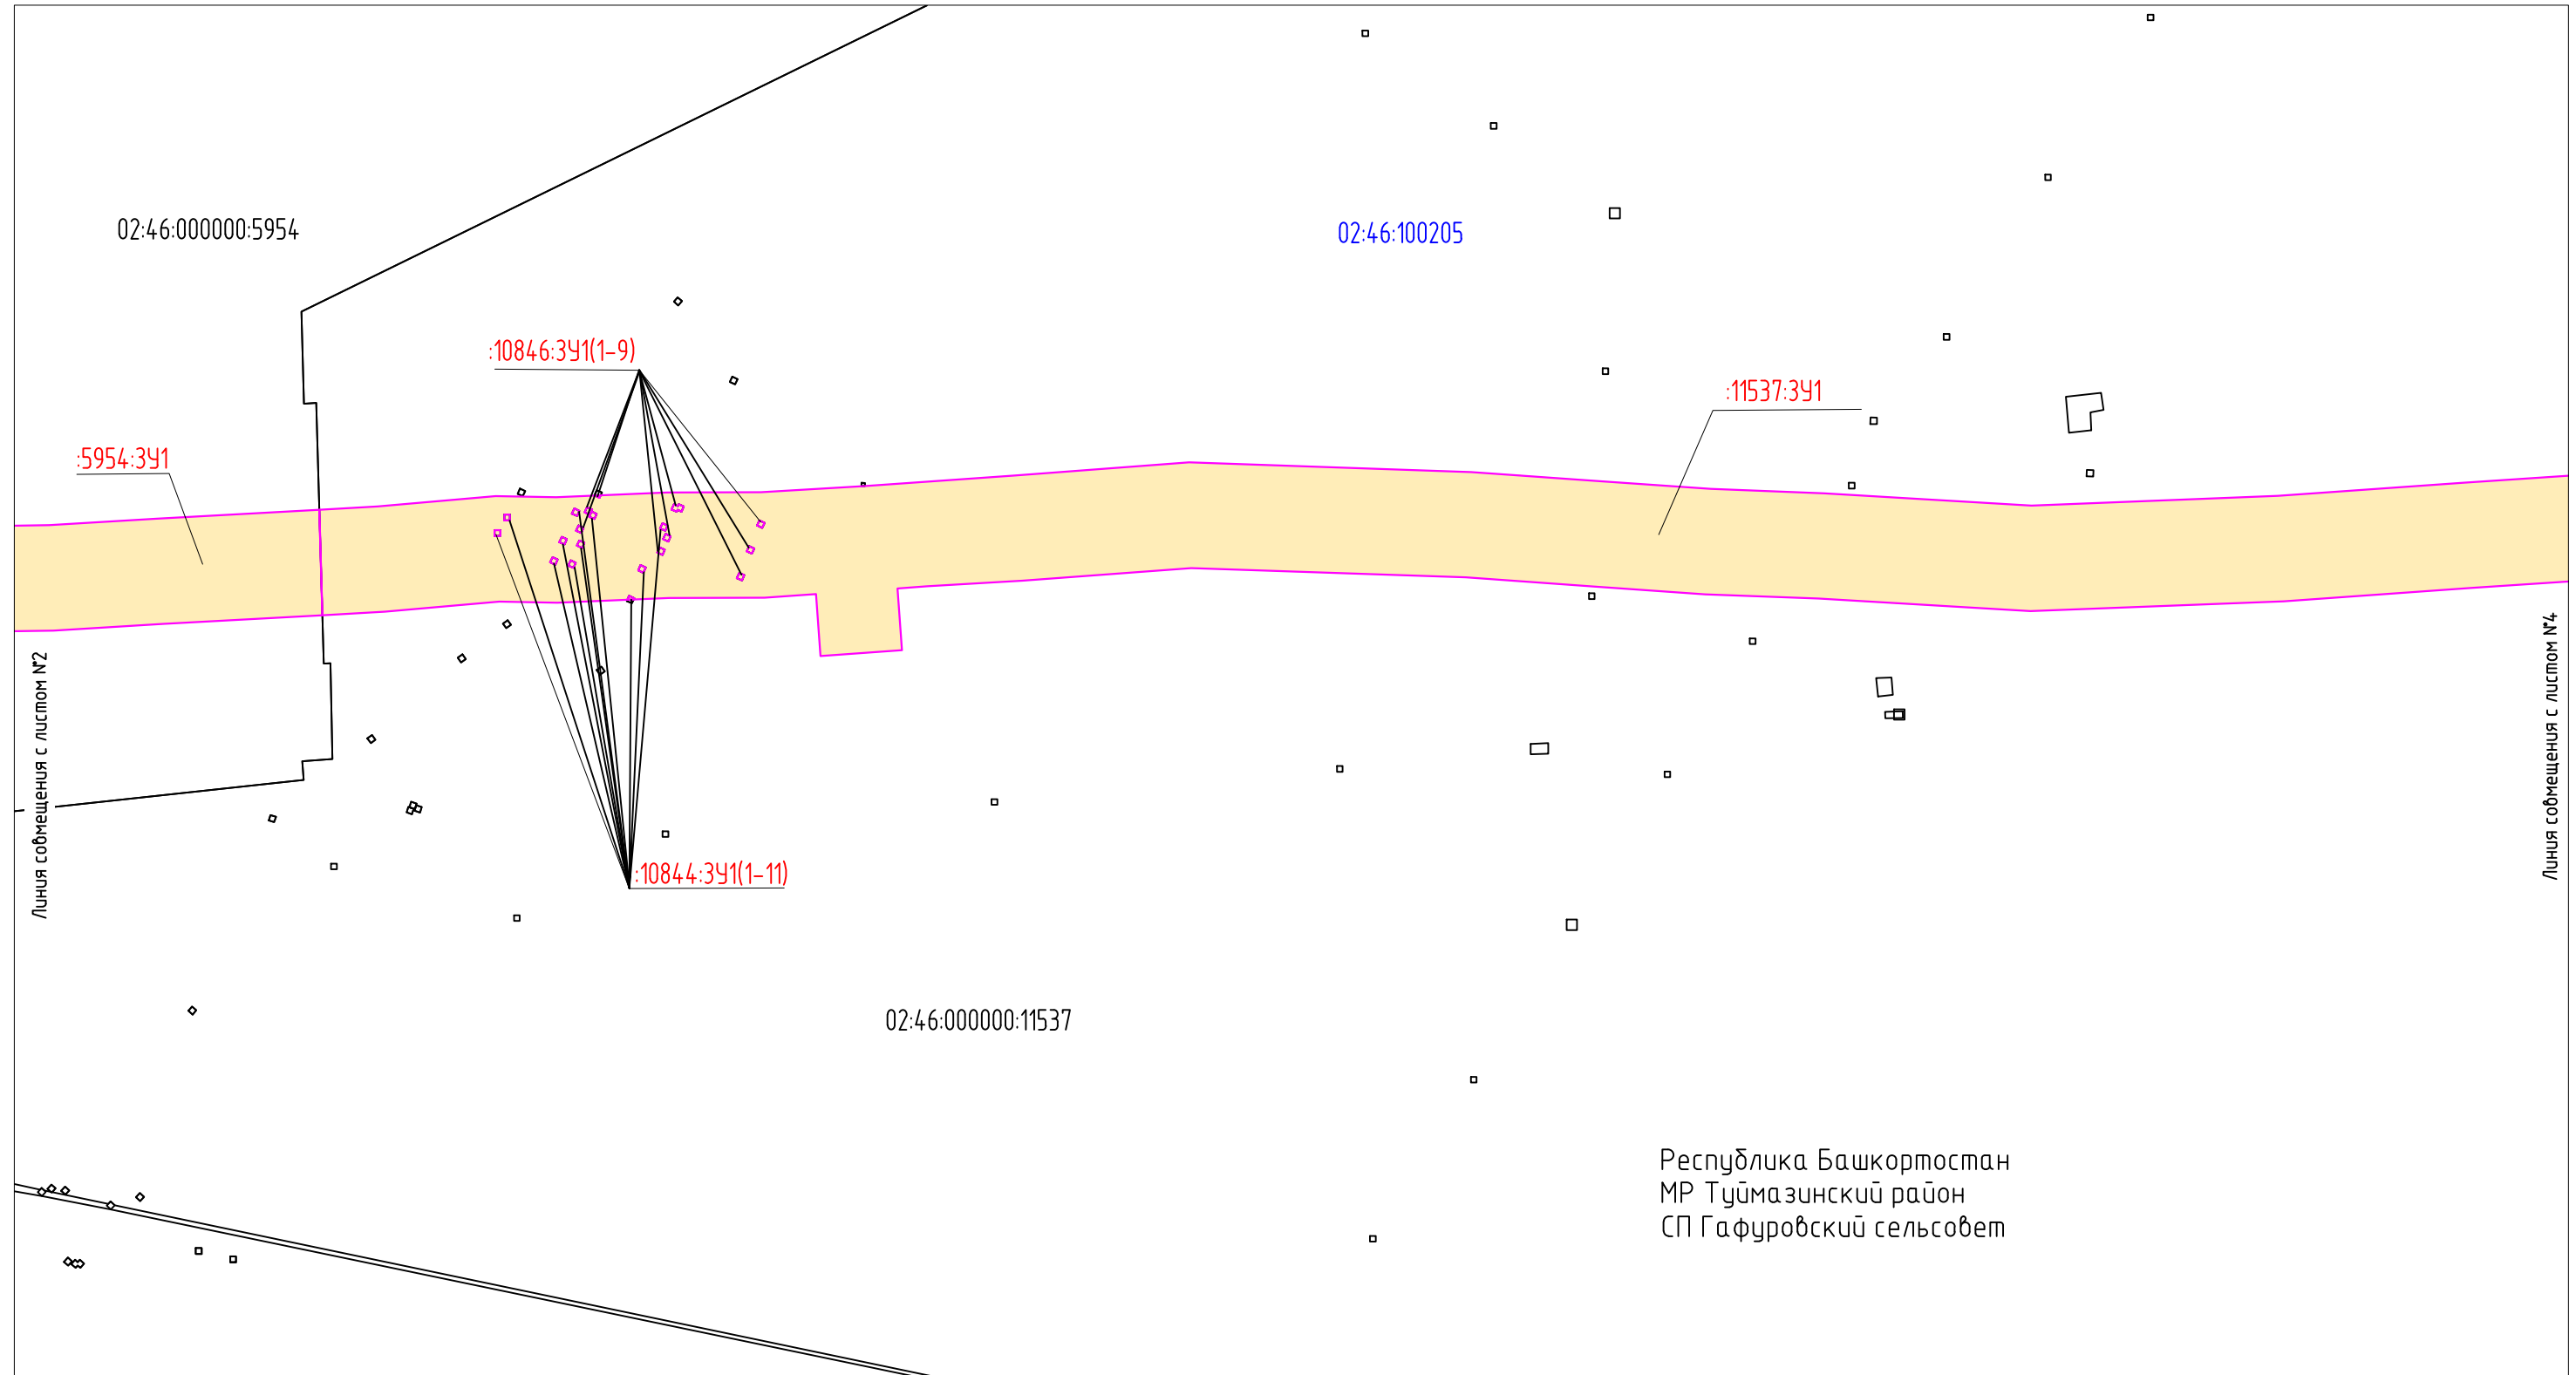 02:46:000000:5954
02:46:100205
:10846:ЗУ1(1-9)
:11537:ЗУ1
:5954:ЗУ1
Линия совмещения с листом №2
Линия совмещения с листом №4
:10844:ЗУ1(1-11)
02:46:000000:11537
Республика Башкортостан
МР Туймазинский район
СП Гафуровский сельсовет